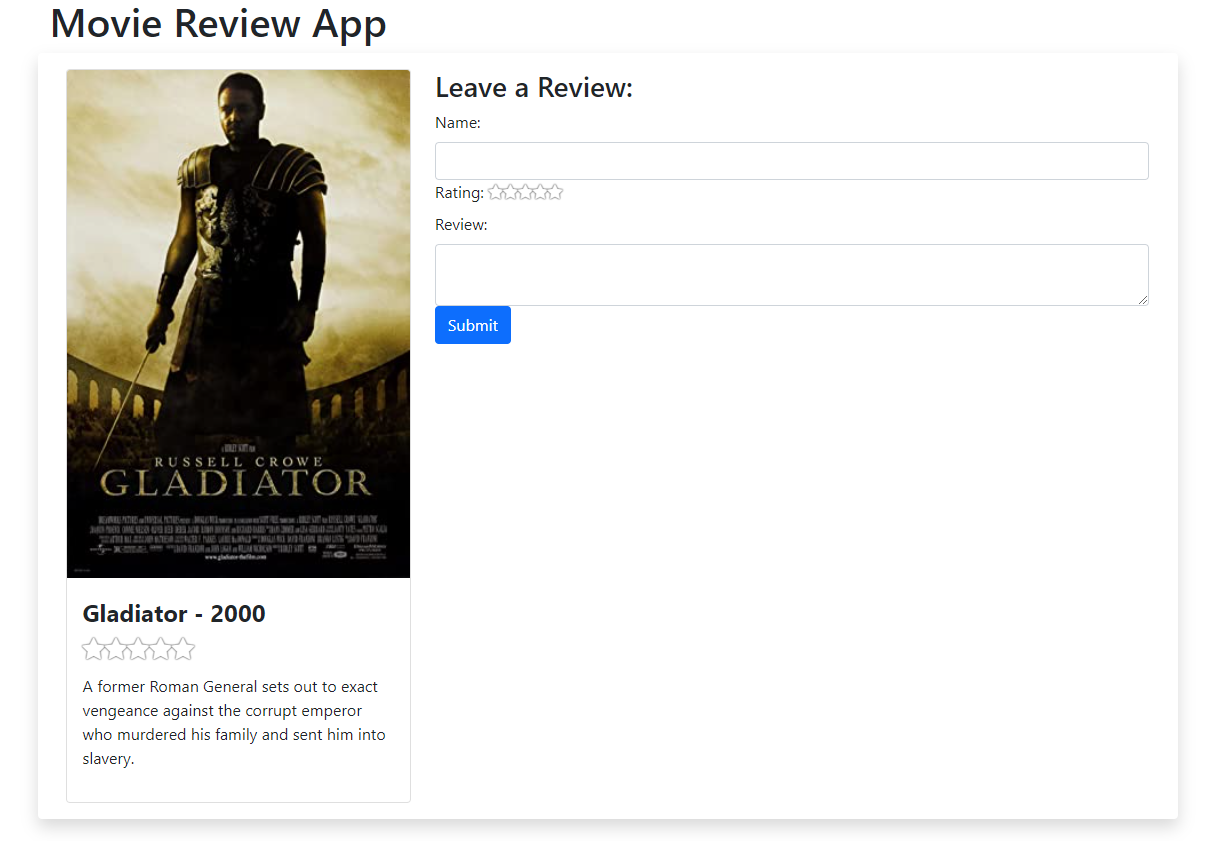 Movie Review App
RUSSELL CROWE
GLADIATOR
www.gladiator-thefilm.com
Gladiator - 2000
A former Roman General sets out to exact
vengeance against the corrupt emperor
who murdered his family and sent him into
slavery.
Leave a Review:
Name:
Rating:
Review:
Submit